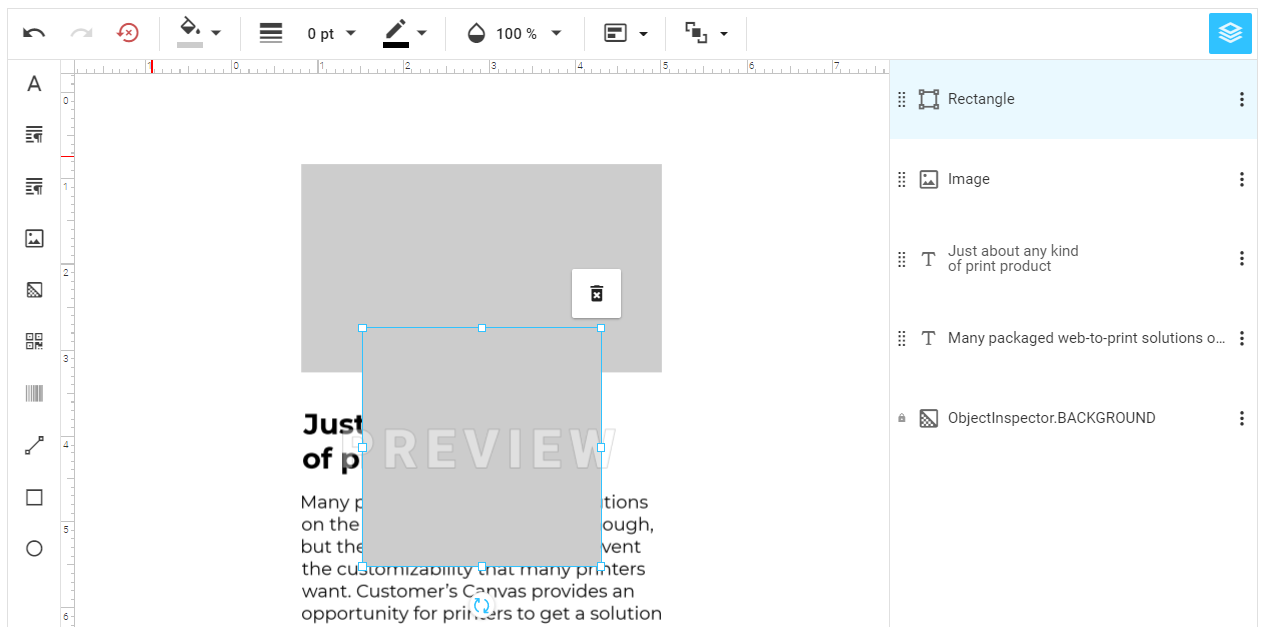 0 pt
100 %
1
0
1
2
3
4
5
6
7
A
0
1
2
3
4
5
6
Rectangle
Image
T Just about any kind
of print product
T Many packaged web-to-print solutions o...
ObjectInspector.BACKGROUND
Just
of p
PREVIEW
Many p tions
on the ough,
but the vent
the customizability that many printers
want. Customer’s Canvas provides an
opportunity for printers to get a solution